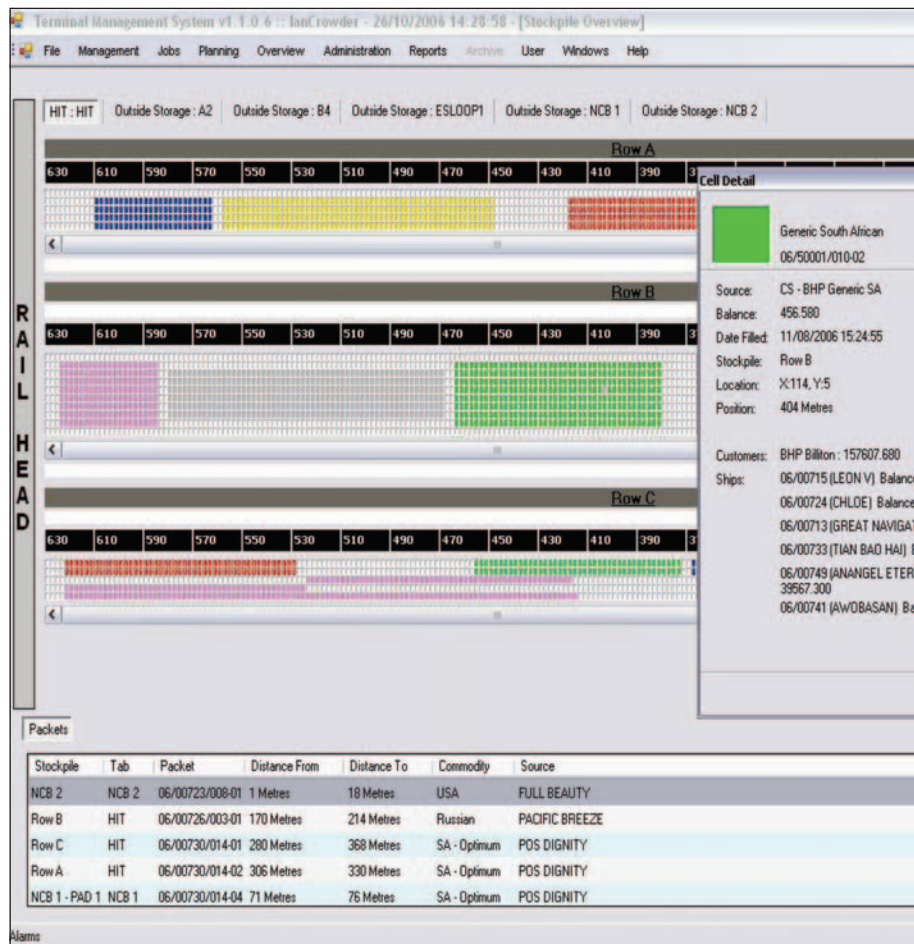 Terminal Management System v1.1.0.6 :: IanCrowder - 26/10/2006 14:28:58 - [Stockpile Overview]
File Management Jobs Planning Overview Administration Reports Archive User Windows Help
HIT : HIT Outside Storage : A2 Outside Storage : B4 Outside Storage : ESLOOP1 Outside Storage : NCB 1 Outside Storage : NCB 2
RAIL HEAD
Row A
630 610 590 570 550 530 510 490 470 450 430 410 390
Row B
630 610 590 570 550 530 510 490 470 450 430 410 390
Row C
630 610 590 570 550 530 510 490 470 450 430 410 390
Cell Detail
Generic South African
06/50001/010-02
Source: CS - BHP Generic SA
Balance: 456.580
Date Filled: 11/08/2006 15:24:55
Stockpile: Row B
Location: X:114, Y:5
Position: 404 Metres
Customers: BHP Billiton : 157607.680
Ships: 06/00715 (LEON V) Balance
06/00724 (CHLOE) Balance
06/00713 (GREAT NAVIGAT
06/00733 (TIAN BAO HAI) B
06/00749 (ANANGEL ETER
39567.300
06/00741 (AWOBASAN) Ba
Packets
Stockpile Tab Packet Distance From Distance To Commodity Source
NCB 2 NCB 2 06/00723/008-01 1 Metres 18 Metres USA FULL BEAUTY
Row B HIT 06/00726/003-01 170 Metres 214 Metres Russian PACIFIC BREEZE
Row C HIT 06/00730/014-01 280 Metres 368 Metres SA - Optimum POS DIGNITY
Row A HIT 06/00730/014-02 306 Metres 330 Metres SA - Optimum POS DIGNITY
NCB 1 - PAD 1 NCB 1 06/00730/014-04 71 Metres 76 Metres SA - Optimum POS DIGNITY
Alarms